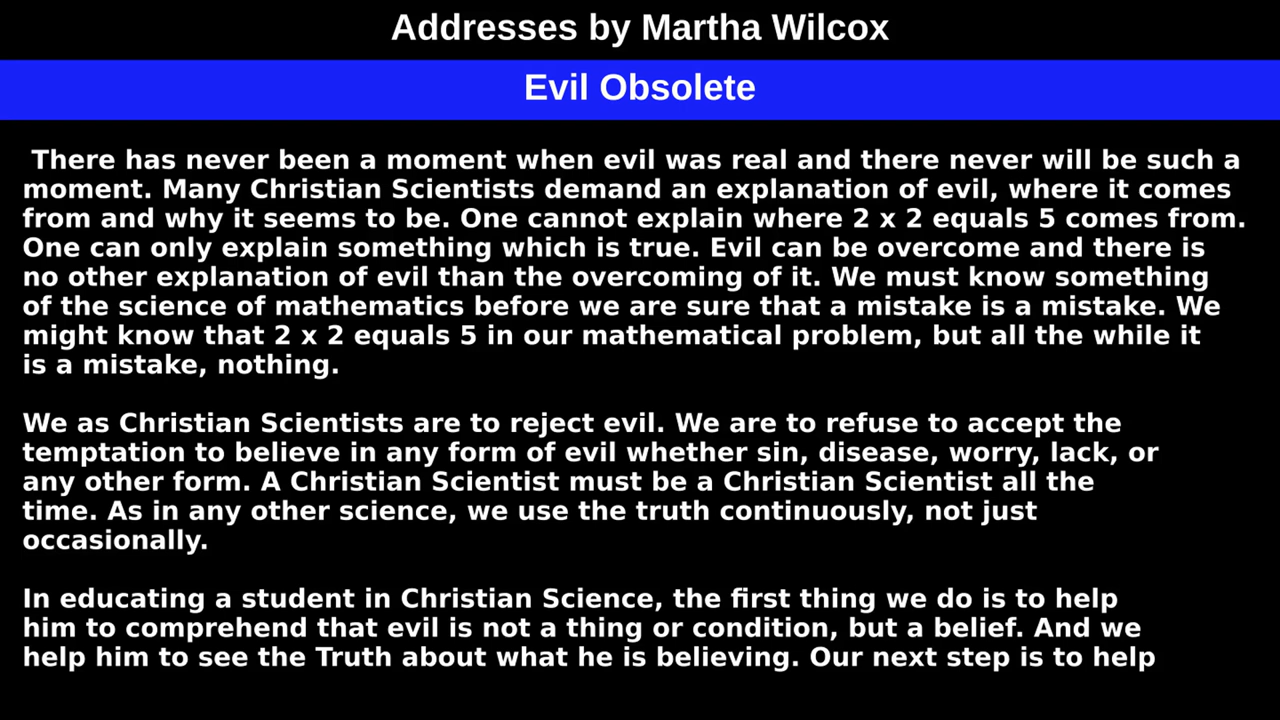 Addresses by Martha Wilcox
Evil Obsolete
There has never been a moment when evil was real and there never will be such a
moment. Many Christian Scientists demand an explanation of evil, where it comes
from and why it seems to be. One cannot explain where 2 x 2 equals 5 comes from.
One can only explain something which is true. Evil can be overcome and there is
no other explanation of evil than the overcoming of it. We must know something
of the science of mathematics before we are sure that a mistake is a mistake. We
might know that 2 x 2 equals 5 in our mathematical problem, but all the while it
is a mistake, nothing.
We as Christian Scientists are to reject evil. We are to refuse to accept the
temptation to believe in any form of evil whether sin, disease, worry, lack, or
any other form. A Christian Scientist must be a Christian Scientist all the
time. As in any other science, we use the truth continuously, not just
occasionally.
In educating a student in Christian Science, the first thing we do is to help
him to comprehend that evil is not a thing or condition, but a belief. And we
help him to see the Truth about what he is believing. Our next step is to help